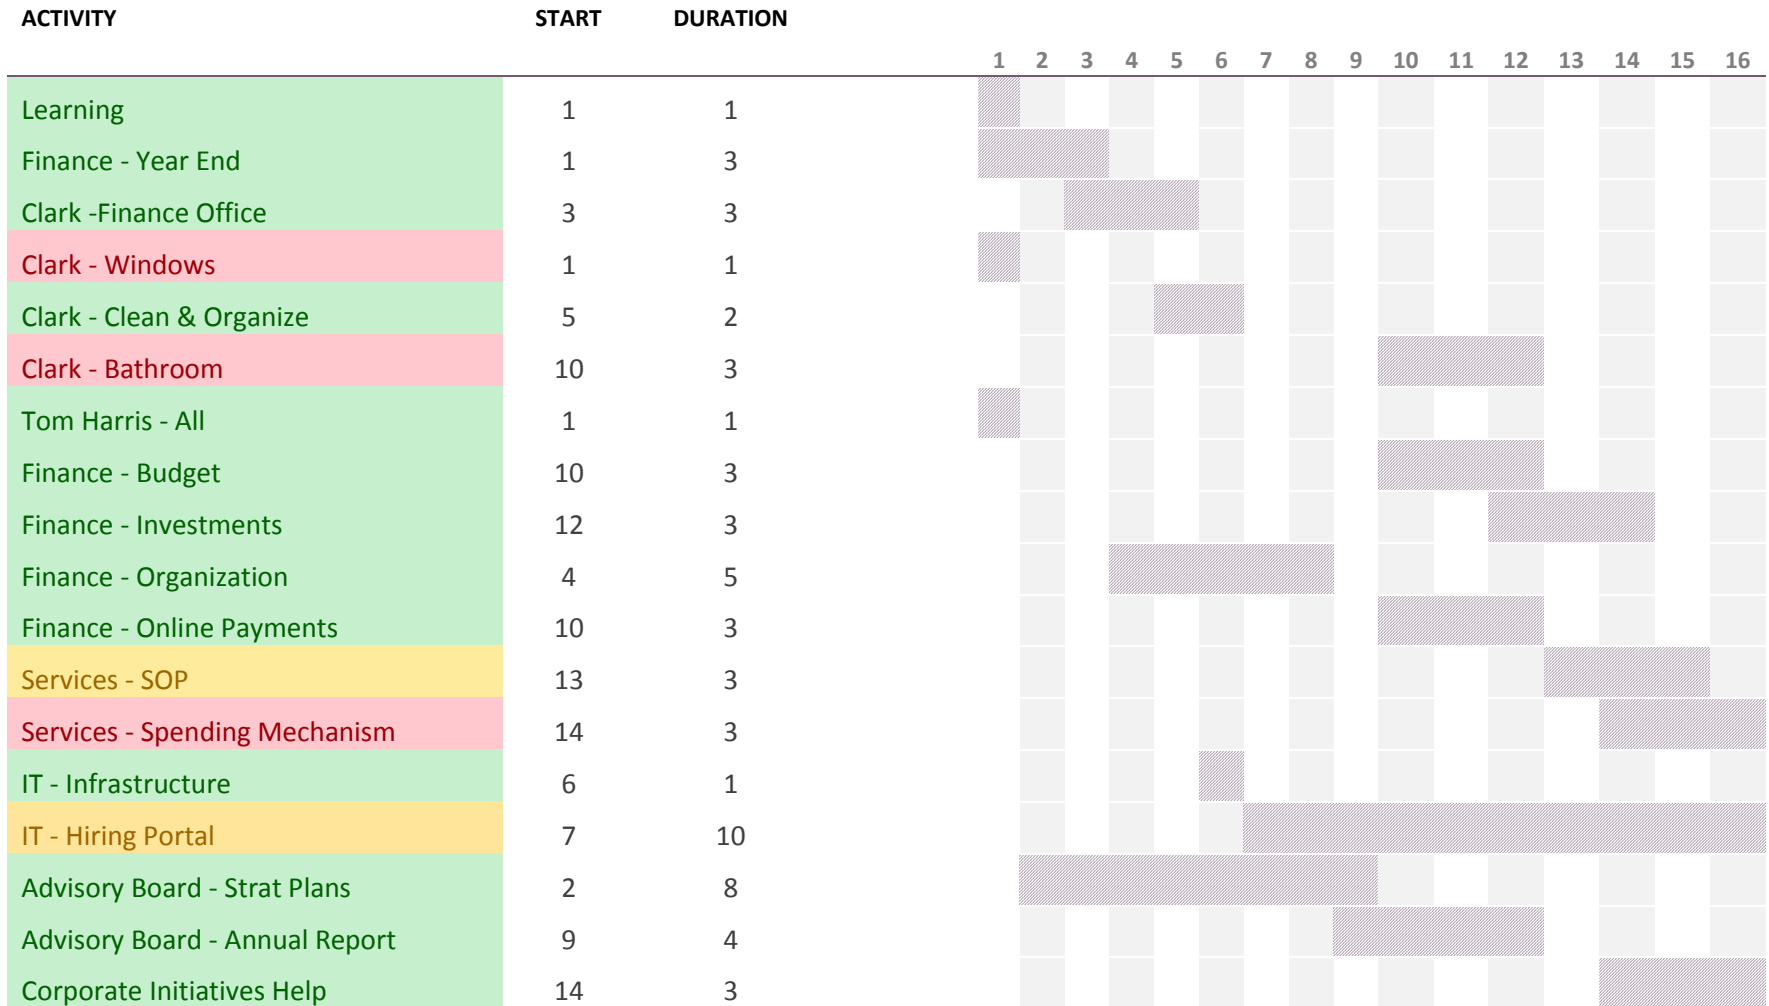 ACTIVITY START DURATION
1 2 3 4 5 6 7 8 9 10 11 12 13 14 15 16
Learning 1 1
Finance - Year End 1 3
Clark -Finance Office 3 3
Clark - Windows 1 1
Clark - Clean & Organize 5 2
Clark - Bathroom 10 3
Tom Harris - All 1 1
Finance - Budget 10 3
Finance - Investments 12 3
Finance - Organization 4 5
Finance - Online Payments 10 3
Services - SOP 13 3
Services - Spending Mechanism 14 3
IT - Infrastructure 6 1
IT - Hiring Portal 7 10
Advisory Board - Strat Plans 2 8
Advisory Board - Annual Report 9 4
Corporate Initiatives Help 14 3